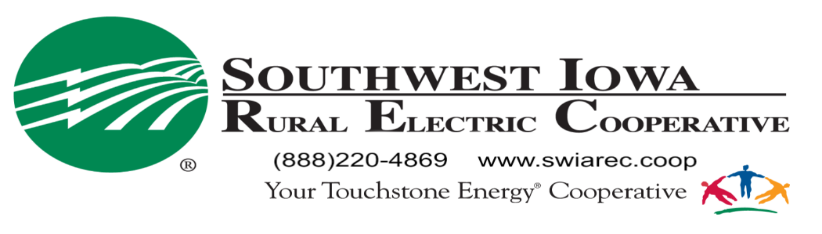 SOUTHWEST IOWA
RURAL ELECTRIC COOPERATIVE
®
(888)220-4869 www.swiarec.coop
Your Touchstone Energy® Cooperative